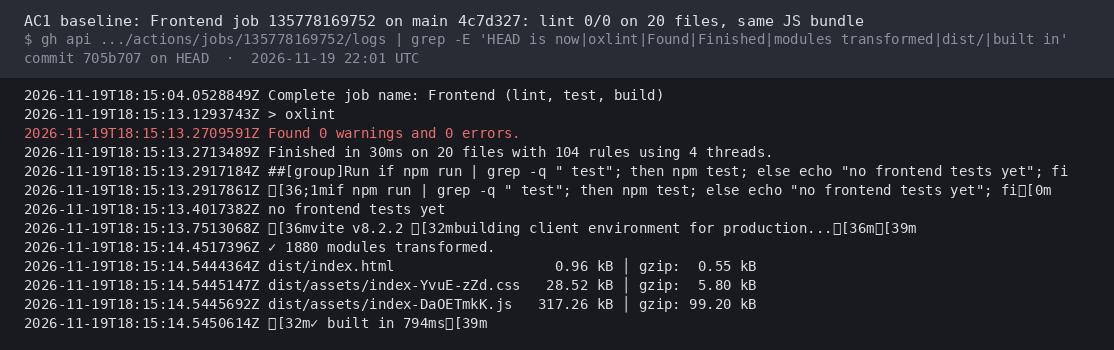 AC1 baseline: Frontend job 135778169752 on main 4c7d327: lint 0/0 on 20 files, same JS bundle
$ gh api .../actions/jobs/135778169752/logs | grep -E 'HEAD is now|oxlint|Found|Finished|modules transformed|dist/|built in'
commit 705b707 on HEAD  ·  2026-11-19 22:01 UTC
2026-11-19T18:15:04.0528849Z Complete job name: Frontend (lint, test, build)
2026-11-19T18:15:13.1293743Z > oxlint
2026-11-19T18:15:13.2709591Z Found 0 warnings and 0 errors.
2026-11-19T18:15:13.2713489Z Finished in 30ms on 20 files with 104 rules using 4 threads.
2026-11-19T18:15:13.2917184Z ##[group]Run if npm run | grep -q " test"; then npm test; else echo "no frontend tests yet"; fi
2026-11-19T18:15:13.2917861Z [36;1mif npm run | grep -q " test"; then npm test; else echo "no frontend tests yet"; fi[0m
2026-11-19T18:15:13.4017382Z no frontend tests yet
2026-11-19T18:15:13.7513068Z [36mvite v8.2.2 [32mbuilding client environment for production...[36m[39m
2026-11-19T18:15:14.4517396Z ✓ 1880 modules transformed.
2026-11-19T18:15:14.5444364Z dist/index.html                   0.96 kB │ gzip:  0.55 kB
2026-11-19T18:15:14.5445147Z dist/assets/index-YvuE-zZd.css   28.52 kB │ gzip:  5.80 kB
2026-11-19T18:15:14.5445692Z dist/assets/index-DaOETmkK.js   317.26 kB │ gzip: 99.20 kB
2026-11-19T18:15:14.5450614Z [32m✓ built in 794ms[39m